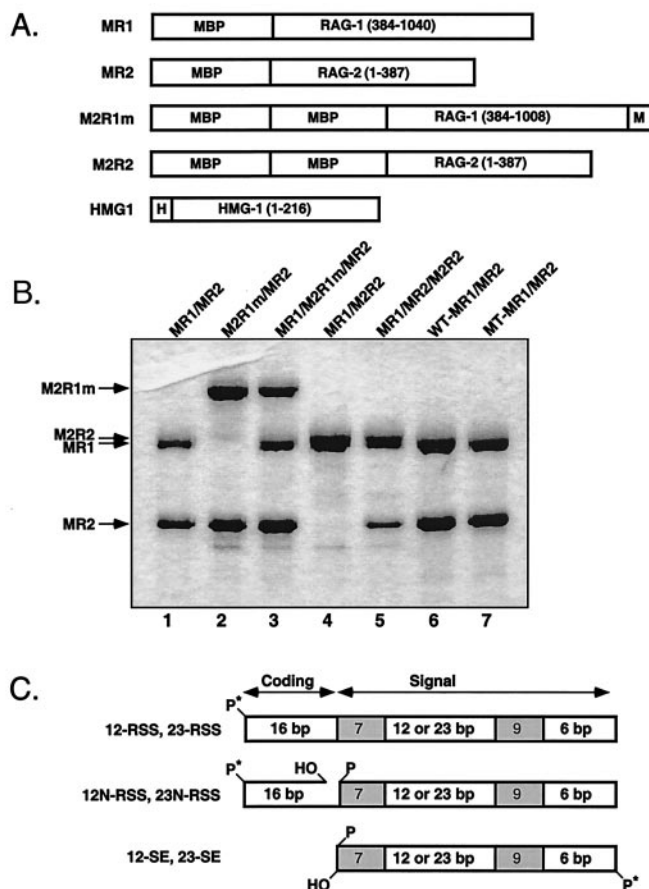 A.
MR1 MBP RAG-1 (384-1040)
MR2 MBP RAG-2 (1-387)
M2R1m MBP MBP RAG-1 (384-1008) M
M2R2 MBP MBP RAG-2 (1-387)
HMG1 H HMG-1 (1-216)
B.
MR1/MR2 M2R1m/MR2 MR1/M2R1m/MR2 MR1/M2R2 MR1/MR2/M2R2 WT-MR1/MR2 MT-MR1/MR2
M2R1m
M2R2
MR1
MR2
1 2 3 4 5 6 7
C.
Coding Signal
P*
12-RSS, 23-RSS 16 bp 7 12 or 23 bp 9 6 bp
P* HO P
12N-RSS, 23N-RSS 16 bp 7 12 or 23 bp 9 6 bp
P
12-SE, 23-SE 7 12 or 23 bp 9 6 bp
HO P*